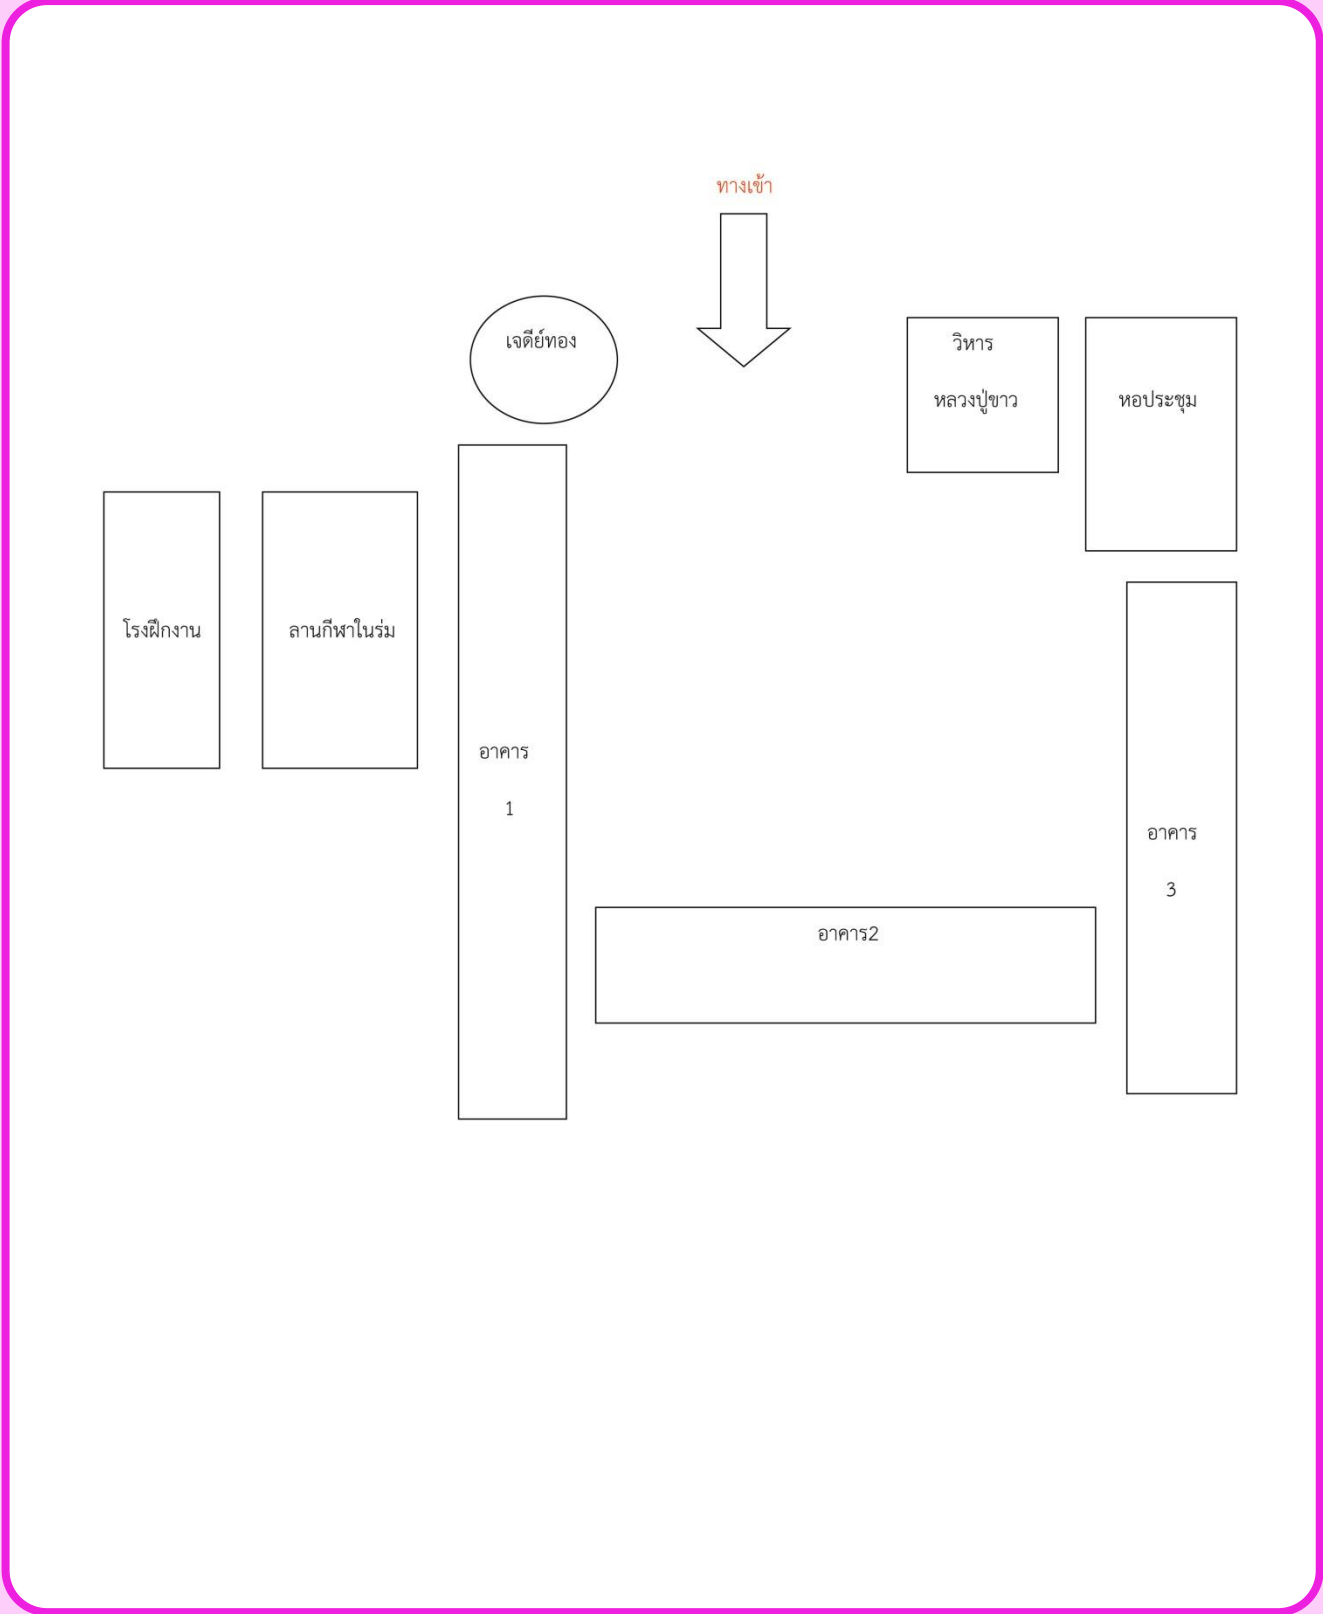 ทางเข้า
เจดีย์ทอง
วิหาร
หลวงปู่ขาว
หอประชุม
โรงฝึกงาน
ลานกีฬาในร่ม
อาคาร
1
อาคาร
3
อาคาร2